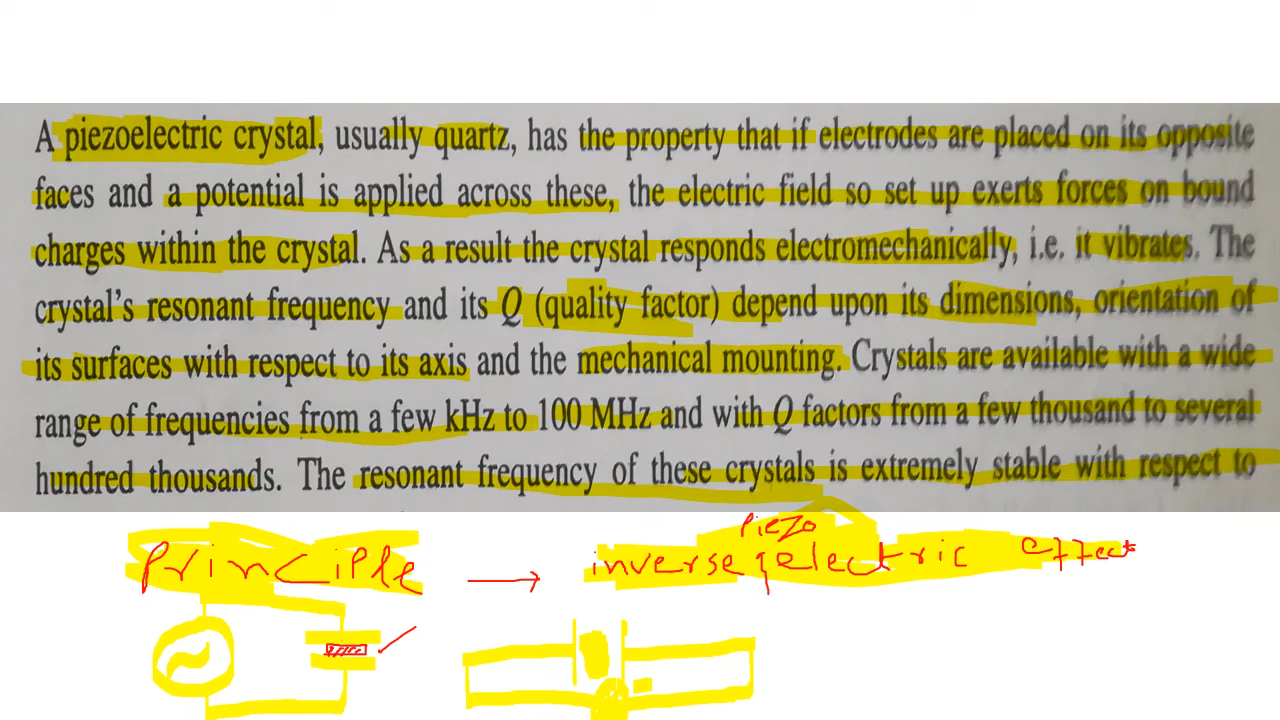 A piezoelectric crystal, usually quartz, has the property that if electrodes are placed on its opposite
faces and a potential is applied across these, the electric field so set up exerts forces on bound
charges within the crystal. As a result the crystal responds electromechanically, i.e. it vibrates. The
crystal's resonant frequency and its Q (quality factor) depend upon its dimensions, orientation of
its surfaces with respect to its axis and the mechanical mounting. Crystals are available with a wide
range of frequencies from a few kHz to 100 MHz and with Q factors from a few thousand to several
hundred thousands. The resonant frequency of these crystals is extremely stable with respect to
Piezo
Principle → inverse electric effect